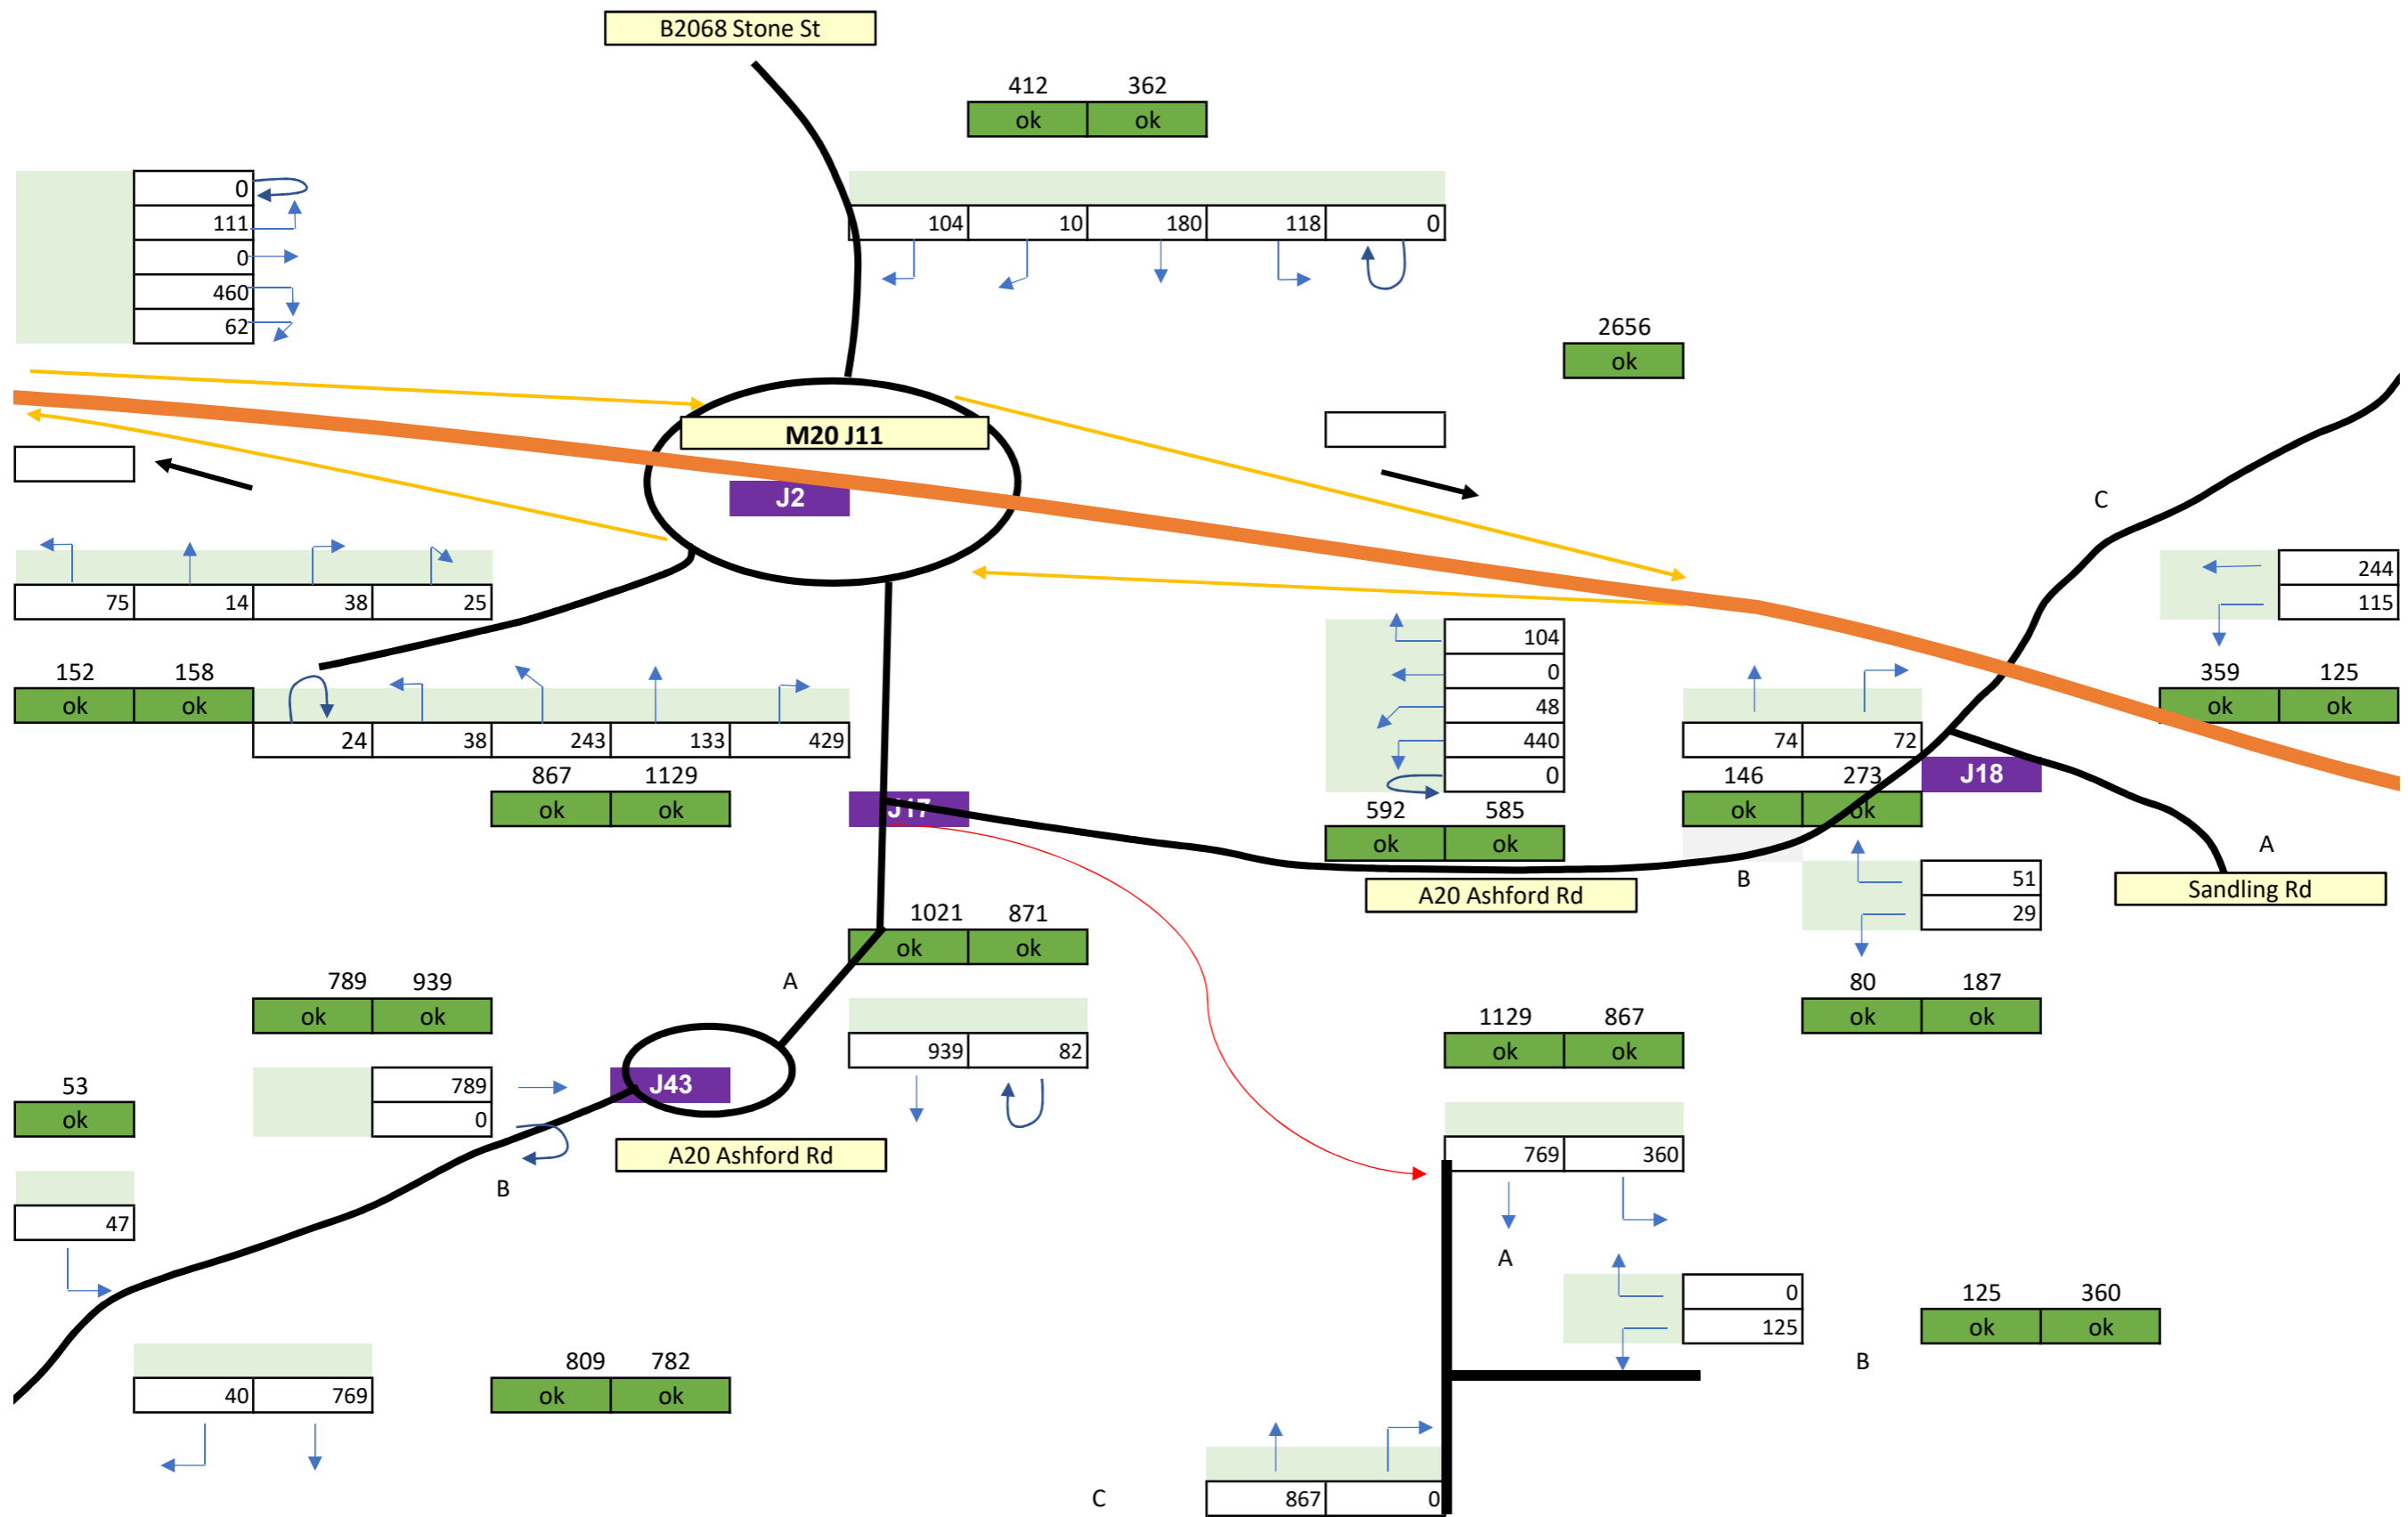 B2068 Stone St
412 362
ok ok
0
111
0
460
62
104 10 180 118 0
2656
ok
M20 J11
J2
C
75 14 38 25
244
115
152 158
ok ok
24 38 243 133 429
867 1129
ok ok
104
0
48
440
0
592 585
ok ok
74 72
146 273
ok ok
J18
359 125
ok ok
J17
A20 Ashford Rd
B
51
29
A
Sandling Rd
80 187
ok ok
1021 871
ok ok
A
789 939
ok ok
939 82
1129 867
ok ok
53
ok
789
0
J43
A20 Ashford Rd
B
47
769 360
A
0
125
125 360
ok ok
B
809 782
ok ok
40 769
C
867 0